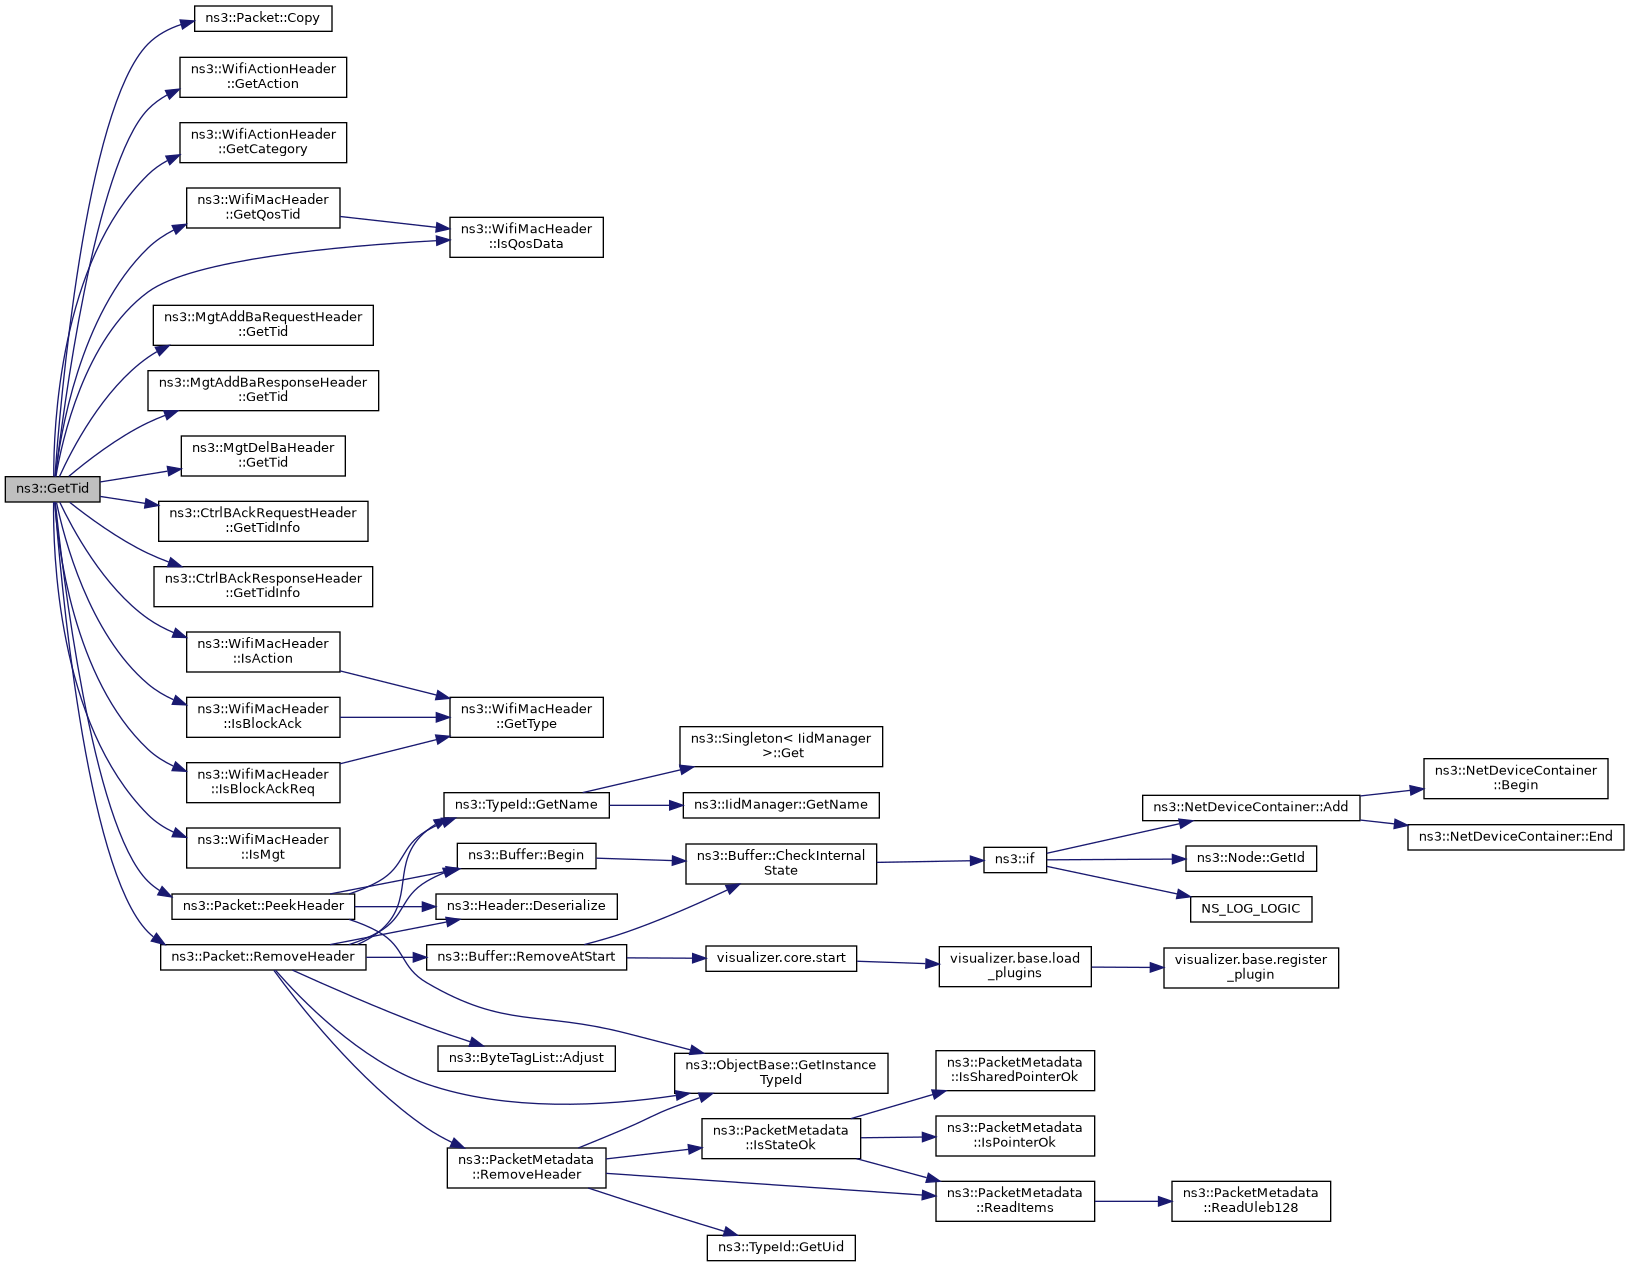 ns3::Packet::Copy
ns3::WifiActionHeader
::GetAction
ns3::WifiActionHeader
::GetCategory
ns3::WifiMacHeader
::GetQosTid
ns3::WifiMacHeader
::IsQosData
ns3::MgtAddBaRequestHeader
::GetTid
ns3::MgtAddBaResponseHeader
::GetTid
ns3::MgtDelBaHeader
::GetTid
ns3::GetTid
ns3::CtrlBAckRequestHeader
::GetTidInfo
ns3::CtrlBAckResponseHeader
::GetTidInfo
ns3::WifiMacHeader
::IsAction
ns3::WifiMacHeader
::IsBlockAck
ns3::WifiMacHeader
::GetType
ns3::WifiMacHeader
::IsBlockAckReq
ns3::WifiMacHeader
::IsMgt
ns3::Singleton< IidManager
>::Get
ns3::TypeId::GetName
ns3::IidManager::GetName
ns3::NetDeviceContainer
::Begin
ns3::NetDeviceContainer::Add
ns3::NetDeviceContainer::End
ns3::Buffer::Begin
ns3::Buffer::CheckInternal
State
ns3::if
ns3::Node::GetId
ns3::Packet::PeekHeader
ns3::Header::Deserialize
NS_LOG_LOGIC
ns3::Packet::RemoveHeader
ns3::Buffer::RemoveAtStart
visualizer.core.start
visualizer.base.load
_plugins
visualizer.base.register
_plugin
ns3::ByteTagList::Adjust
ns3::ObjectBase::GetInstance
TypeId
ns3::PacketMetadata
::IsSharedPointerOk
ns3::PacketMetadata
::IsStateOk
ns3::PacketMetadata
::IsPointerOk
ns3::PacketMetadata
::RemoveHeader
ns3::PacketMetadata
::ReadItems
ns3::PacketMetadata
::ReadUleb128
ns3::TypeId::GetUid